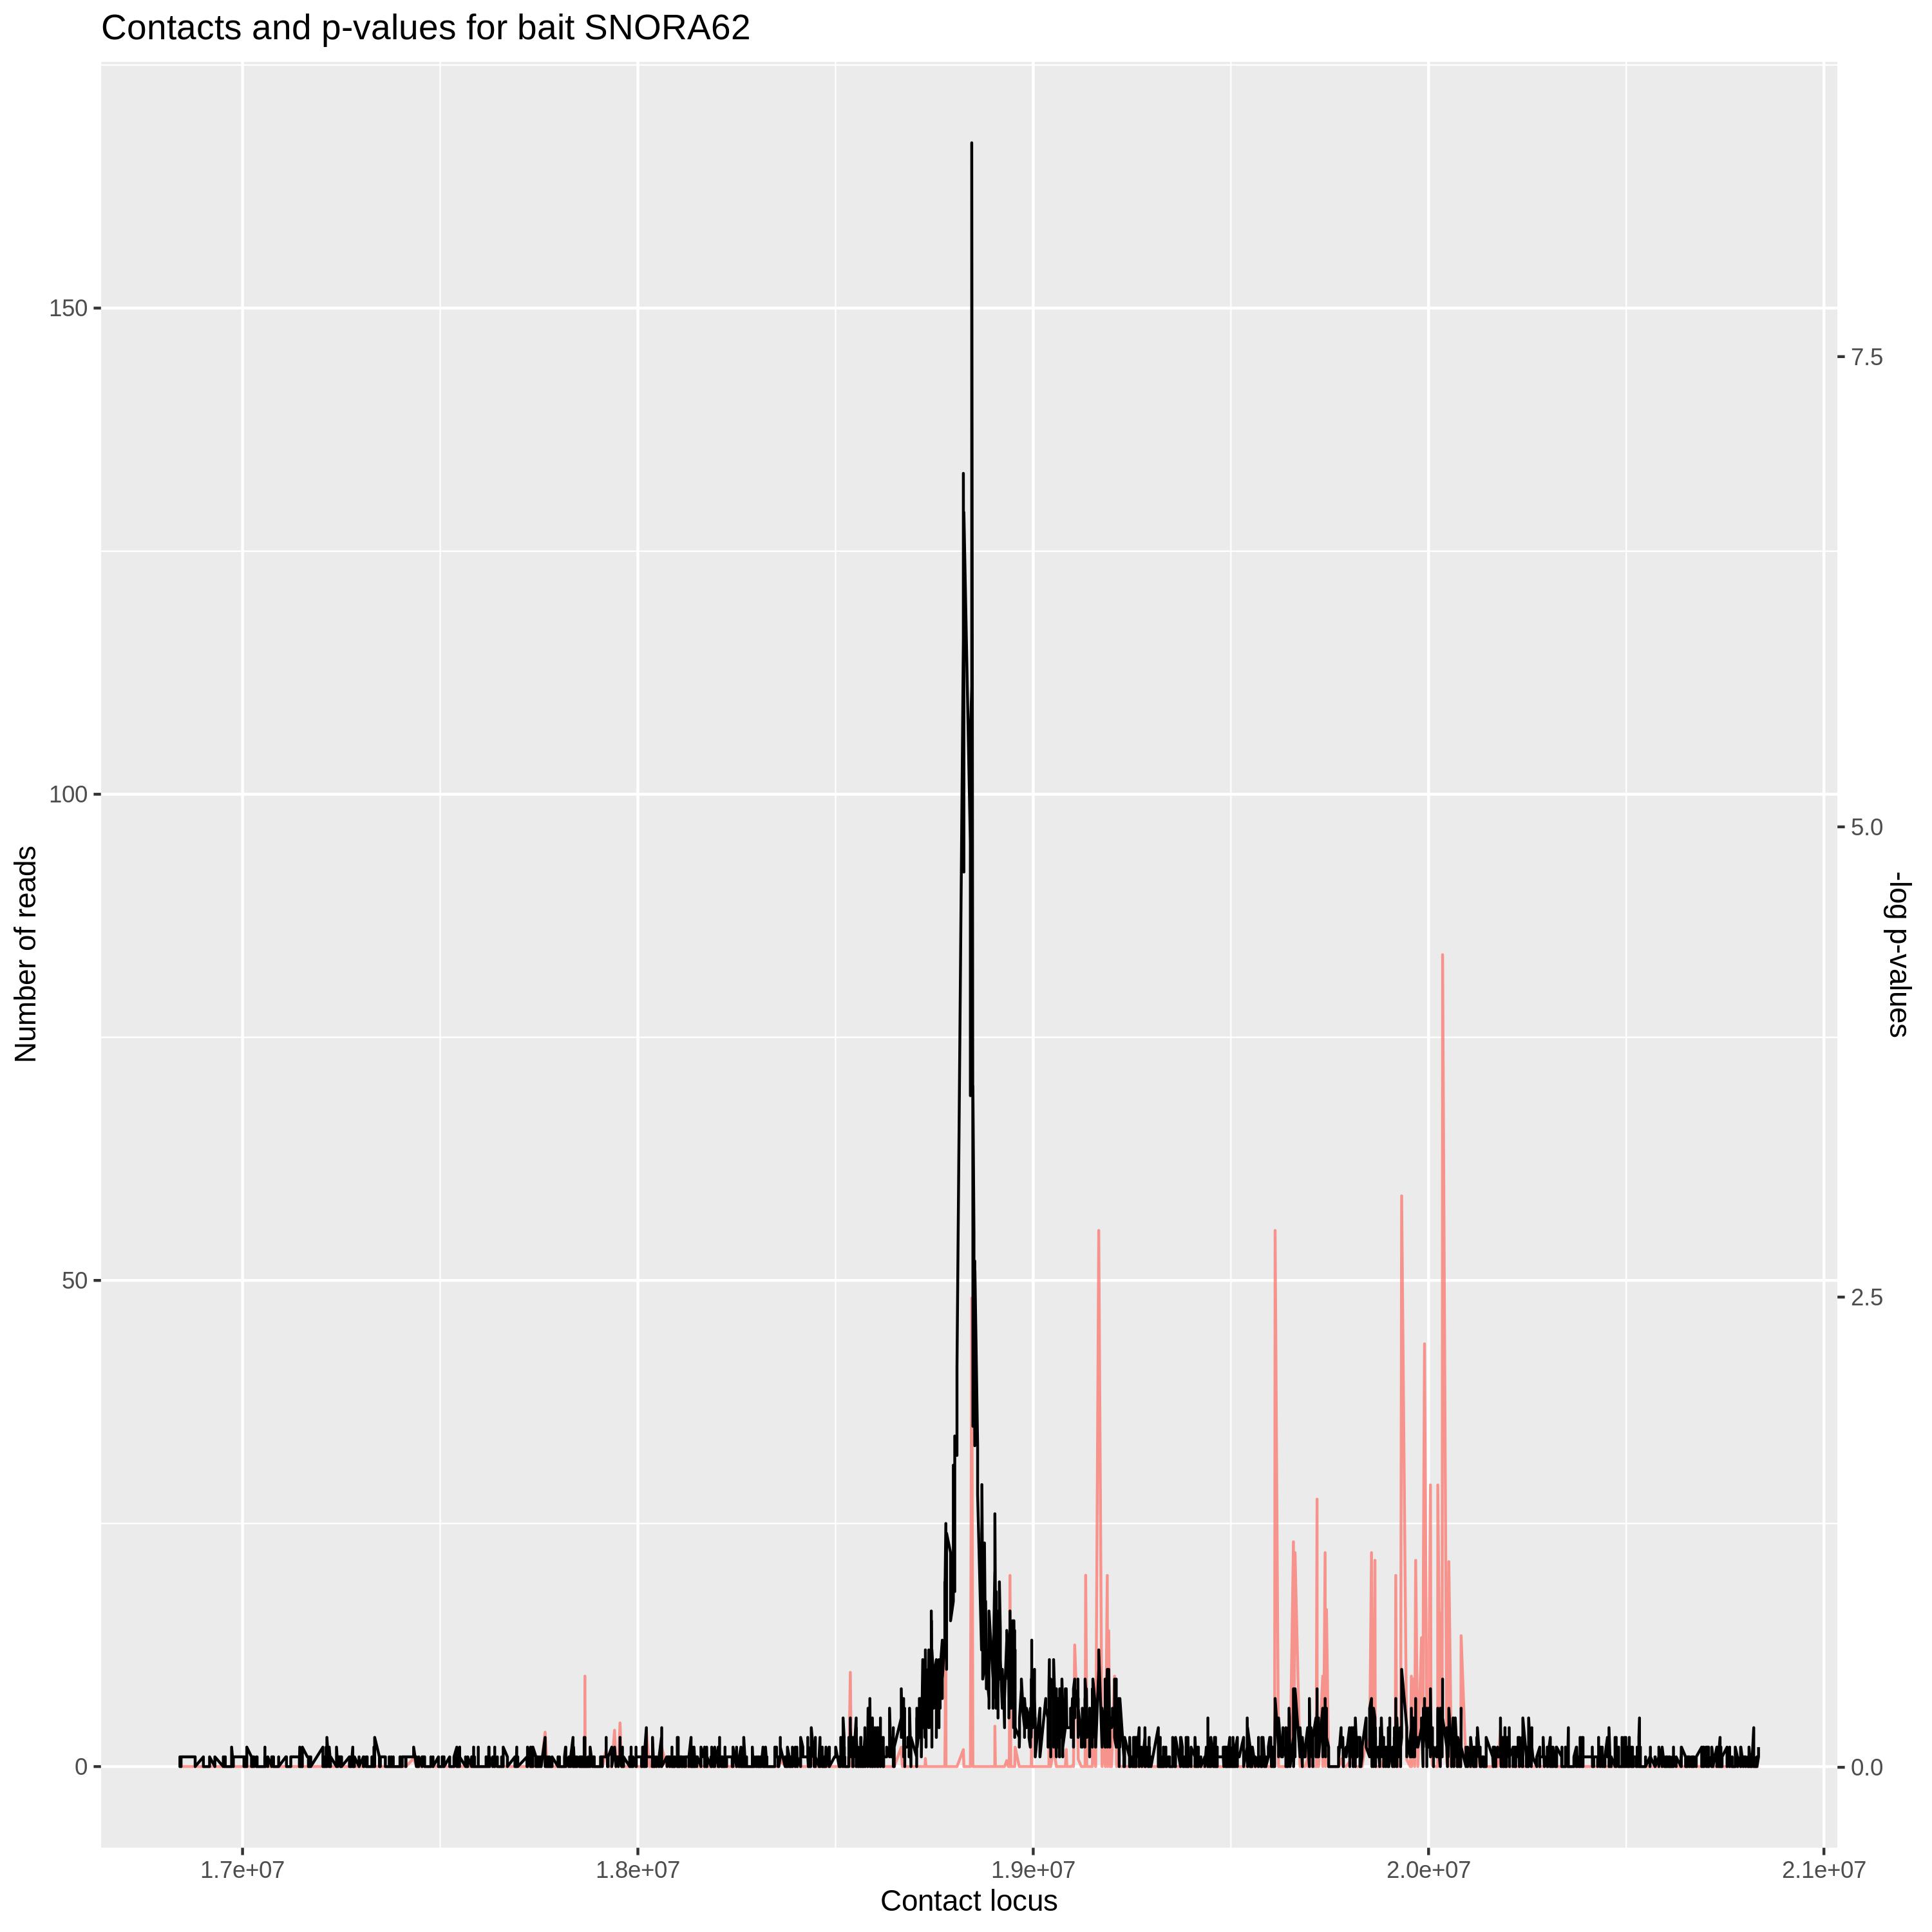 Contacts and p-values for bait SNORA62
Number of reads
150
100
50
0
7.5
5.0
2.5
0.0
-log p-values
1.7e+07
1.8e+07
1.9e+07
2.0e+07
2.1e+07
Contact locus